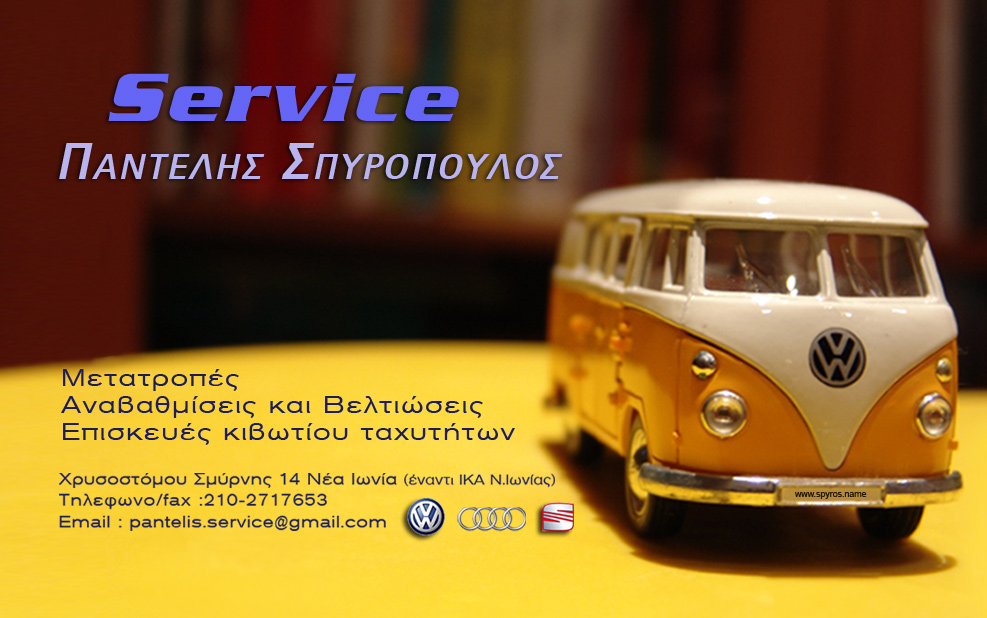 Service
ΠΑΝΤΕΛΗΣ ΣΠΥΡΟΠΟΥΛΟΣ
Μετατροπές
Αναβαθμίσεις και Βελτιώσεις
Επισκευές κιβωτίου ταχυτήτων
Χρυσοστόμου Σμύρνης 14 Νέα Ιωνία (έναντι ΙΚΑ Ν.Ιωνίας)
Τηλεφωνο/fax :210-2717653
Email : pantelis.service@gmail.com
www.spyros.name